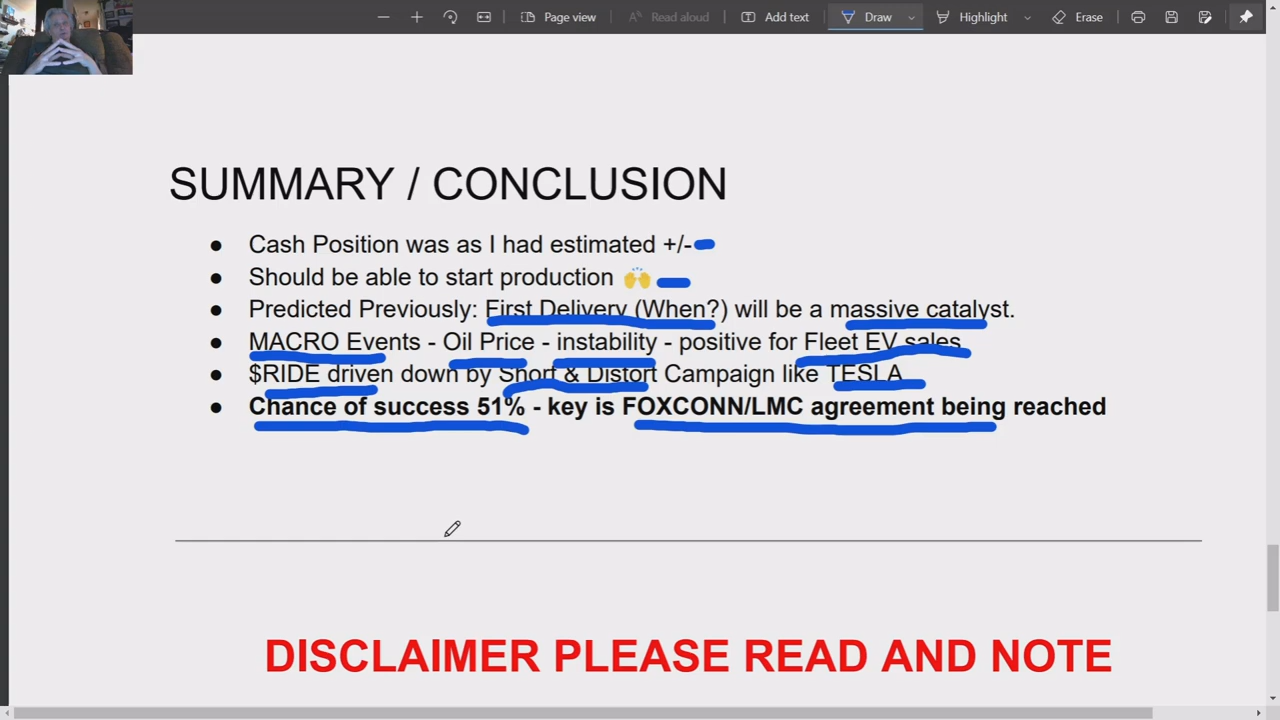 Page view
Read aloud
Add text
Draw
Highlight
Erase
SUMMARY / CONCLUSION
● Cash Position was as I had estimated +/-
● Should be able to start production 🙌
● Predicted Previously: First Delivery (When?) will be a massive catalyst.
● MACRO Events - Oil Price - instability - positive for Fleet EV sales
● $RIDE driven down by Short & Distort Campaign like TESLA
● Chance of success 51% - key is FOXCONN/LMC agreement being reached
DISCLAIMER PLEASE READ AND NOTE